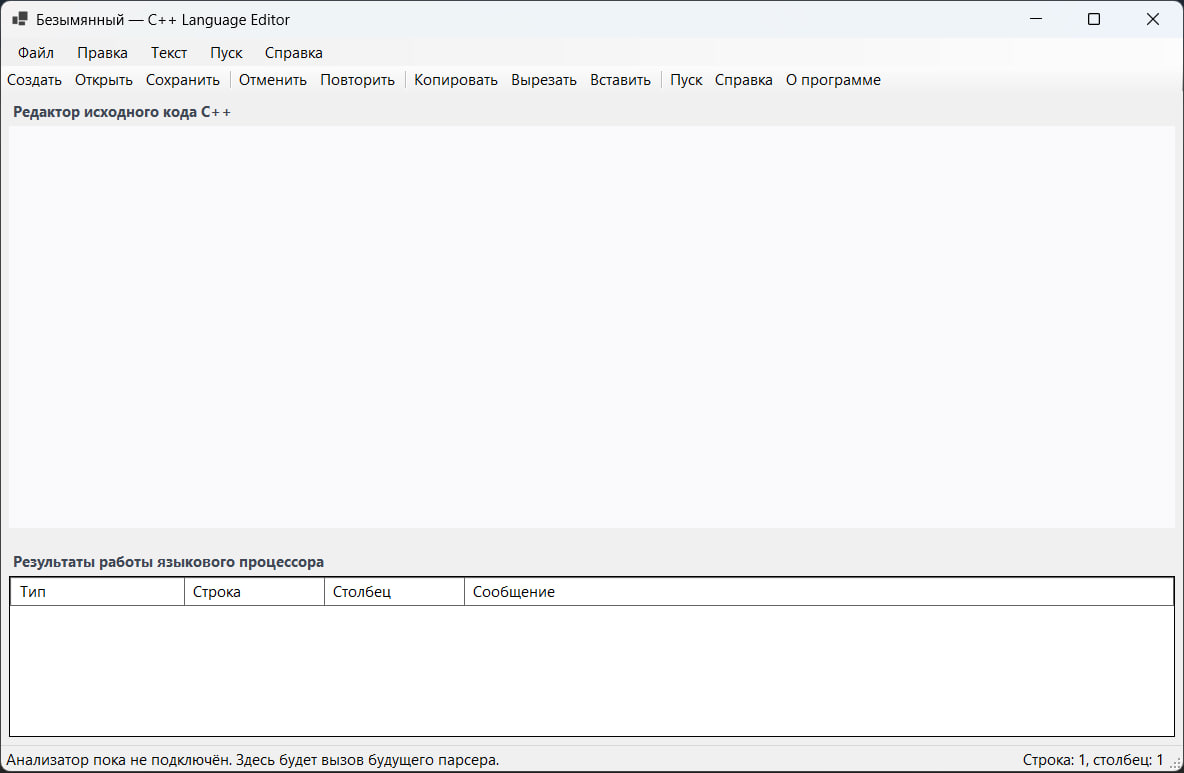 Безымянный — C++ Language Editor
Файл Правка Текст Пуск Справка
Создать Открыть Сохранить Отменить Повторить Копировать Вырезать Вставить Пуск Справка О программе
Редактор исходного кода C++
Результаты работы языкового процессора
Тип Строка Столбец Сообщение
Анализатор пока не подключён. Здесь будет вызов будущего парсера. Строка: 1, столбец: 1